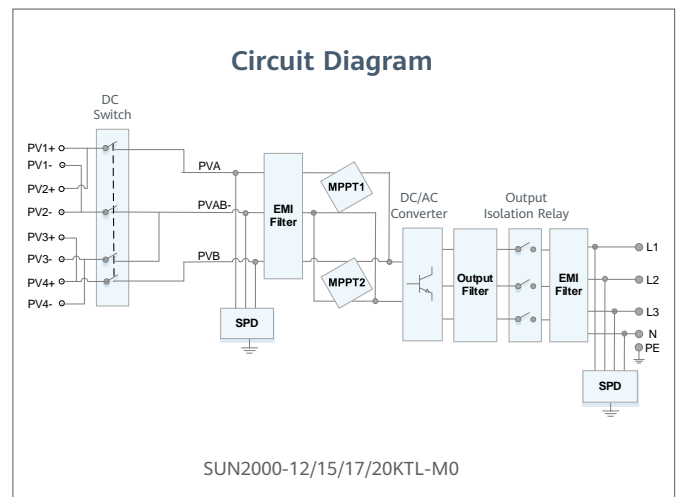 Circuit Diagram
DC
Switch
PV1+
PV1-
PV2+
PV2-
PV3+
PV3-
PV4+
PV4-
PVA
PVAB-
PVB
EMI
Filter
SPD
MPPT1
MPPT2
DC/AC
Converter
Output
Filter
Output
Isolation Relay
EMI
Filter
L1
L2
L3
N
PE
SPD
SUN2000-12/15/17/20KTL-M0